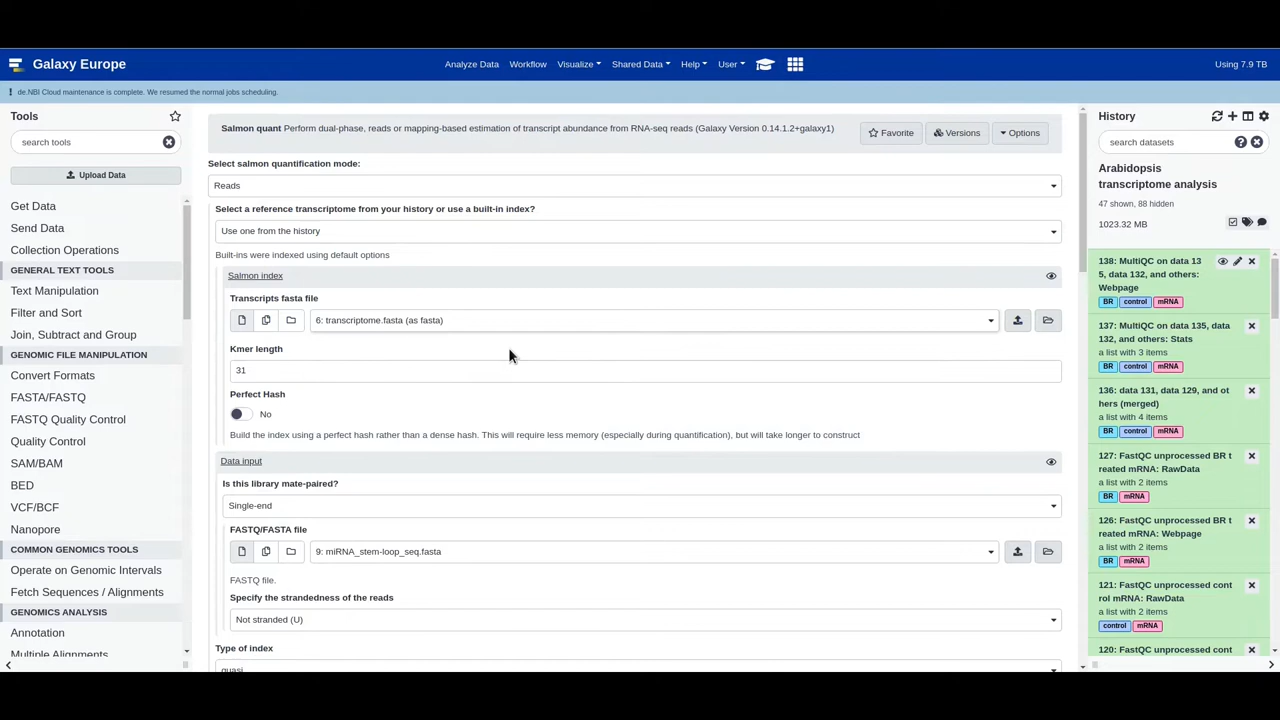 Galaxy Europe
Analyze Data
Workflow
Visualize
Shared Data
Help
User
Using 7.9 TB
! de.NBI Cloud maintenance is complete. We resumed the normal jobs scheduling.
Tools
search tools
Upload Data
Get Data
Send Data
Collection Operations
GENERAL TEXT TOOLS
Text Manipulation
Filter and Sort
Join, Subtract and Group
GENOMIC FILE MANIPULATION
Convert Formats
FASTA/FASTQ
FASTQ Quality Control
Quality Control
SAM/BAM
BED
VCF/BCF
Nanopore
COMMON GENOMICS TOOLS
Operate on Genomic Intervals
Fetch Sequences / Alignments
GENOMICS ANALYSIS
Annotation
Multiple Alignments
Salmon quant Perform dual-phase, reads or mapping-based estimation of transcript abundance from RNA-seq reads (Galaxy Version 0.14.1.2+galaxy1)
Favorite
Versions
Options
Select salmon quantification mode:
Reads
Select a reference transcriptome from your history or use a built-in index?
Use one from the history
Built-ins were indexed using default options
Salmon index
Transcripts fasta file
6: transcriptome.fasta (as fasta)
Kmer length
31
Perfect Hash
No
Build the index using a perfect hash rather than a dense hash. This will require less memory (especially during quantification), but will take longer to construct
Data input
Is this library mate-paired?
Single-end
FASTQ/FASTA file
9: miRNA_stem-loop_seq.fasta
FASTQ file.
Specify the strandedness of the reads
Not stranded (U)
Type of index
quasi
History
search datasets
Arabidopsis
transcriptome analysis
47 shown, 88 hidden
1023.32 MB
138: MultiQC on data 13
5, data 132, and others:
Webpage
BR control mRNA
137: MultiQC on data 135, data
132, and others: Stats
a list with 3 items
BR control mRNA
136: data 131, data 129, and ot
hers (merged)
a list with 4 items
BR control mRNA
127: FastQC unprocessed BR t
reated mRNA: RawData
a list with 2 items
BR mRNA
126: FastQC unprocessed BR t
reated mRNA: Webpage
a list with 2 items
BR mRNA
121: FastQC unprocessed cont
rol mRNA: RawData
a list with 2 items
control mRNA
120: FastQC unprocessed cont